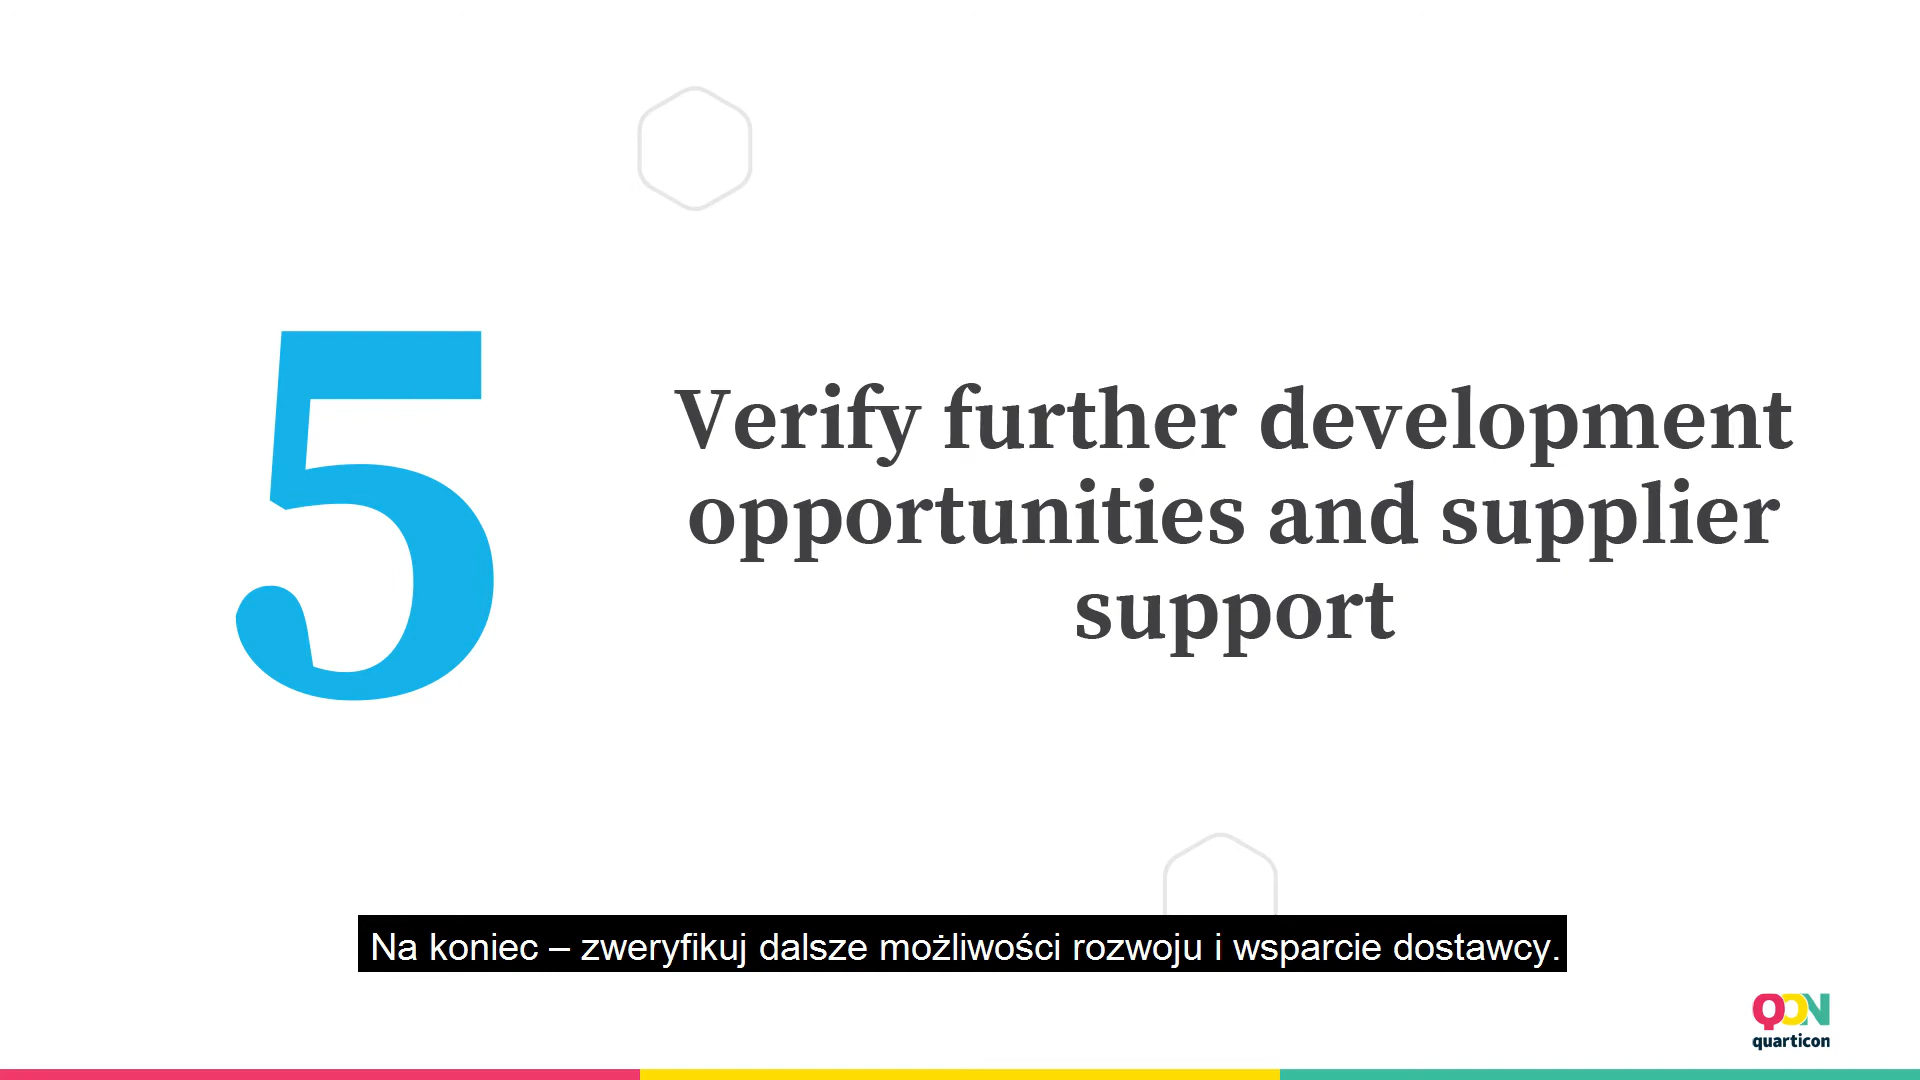 5
Verify further development
opportunities and supplier
support
Na koniec – zweryfikuj dalsze możliwości rozwoju i wsparcie dostawcy.
QON
quarticon